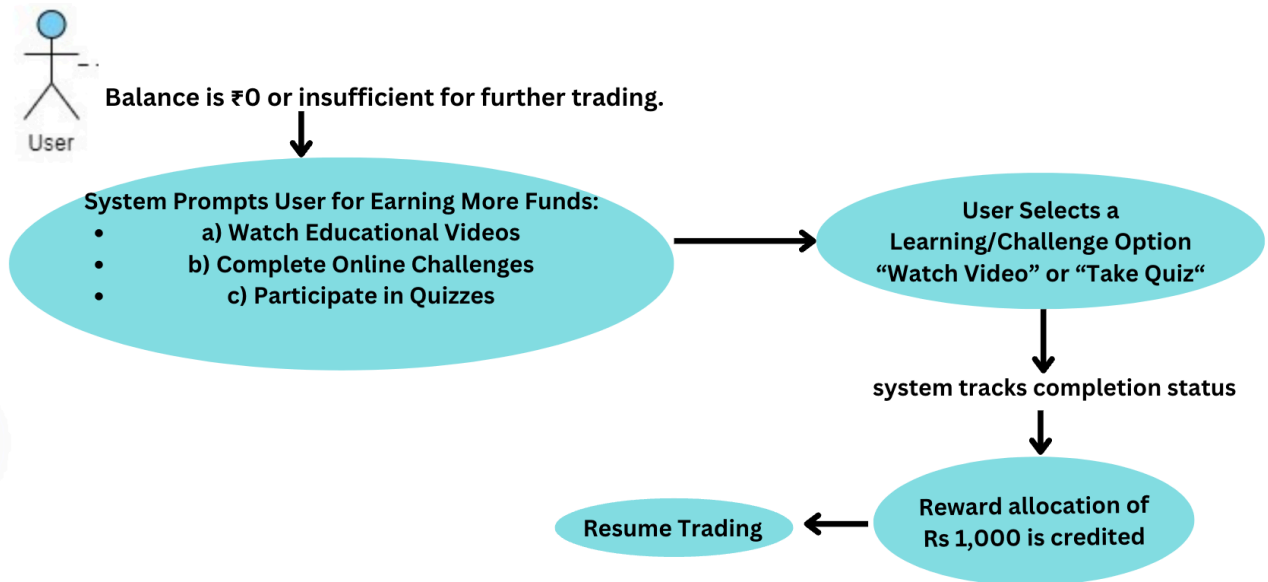 User
Balance is ₹0 or insufficient for further trading.
System Prompts User for Earning More Funds:
• a) Watch Educational Videos
• b) Complete Online Challenges
• c) Participate in Quizzes
User Selects a
Learning/Challenge Option
“Watch Video” or “Take Quiz“
system tracks completion status
Reward allocation of
Rs 1,000 is credited
Resume Trading